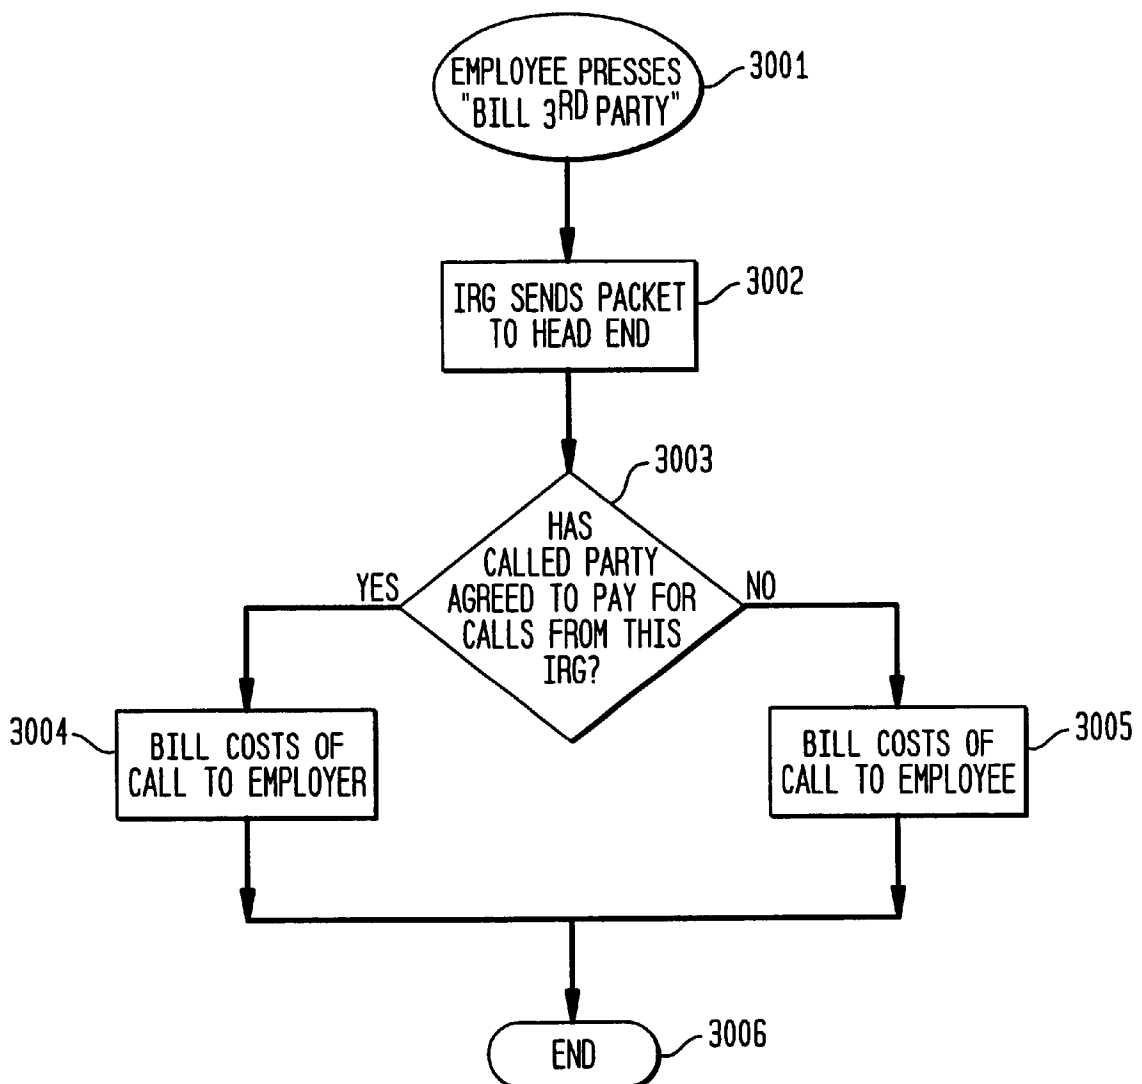 EMPLOYEE PRESSES
"BILL 3RD PARTY"
3001
IRG SENDS PACKET
TO HEAD END
3002
3003
HAS
CALLED PARTY
AGREED TO PAY FOR
CALLS FROM THIS
IRG?
YES
NO
3004
BILL COSTS OF
CALL TO EMPLOYER
BILL COSTS OF
CALL TO EMPLOYEE
3005
END
3006